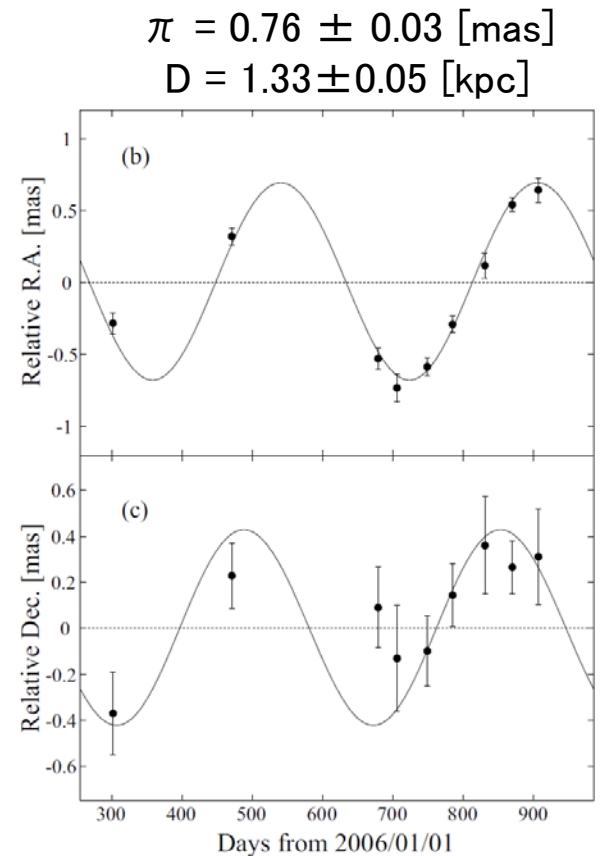 π = 0.76 ± 0.03 [mas]
D = 1.33±0.05 [kpc]
(b)
Relative R.A. [mas]
1
0.5
0
-0.5
-1
(c)
Relative Dec. [mas]
0.6
0.4
0.2
0
-0.2
-0.4
-0.6
300 400 500 600 700 800 900
Days from 2006/01/01